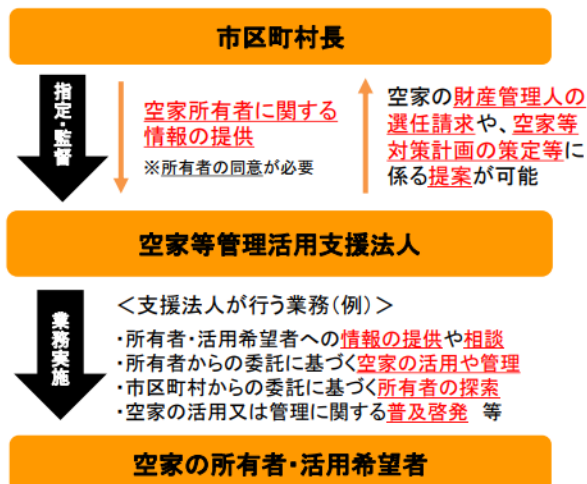 市区町村長
指定・監督
空家所有者に関する
情報の提供
※所有者の同意が必要
空家の財産管理人の
選任請求や、空家等
対策計画の策定等に
係る提案が可能
空家等管理活用支援法人
業務実施
＜支援法人が行う業務(例)＞
・所有者・活用希望者への情報の提供や相談
・所有者からの委託に基づく空家の活用や管理
・市区町村からの委託に基づく所有者の探索
・空家の活用又は管理に関する普及啓発 等
空家の所有者・活用希望者